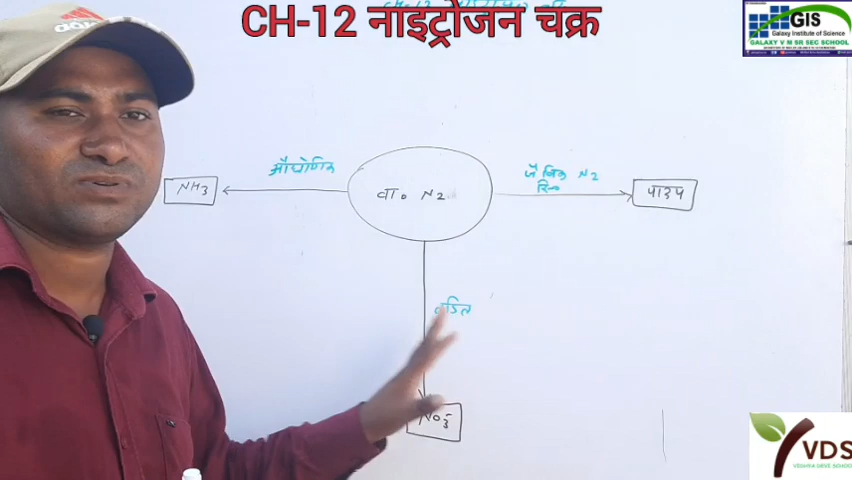 CH-12 नाइट्रोजन चक्र
GIS
Galaxy Institute of Science
GALAXY V M SR SEC SCHOOL
औद्योगिक
NH3
वा० N2
जैविक N2
स्थि०
पादप
तडित
NO3-
VDS